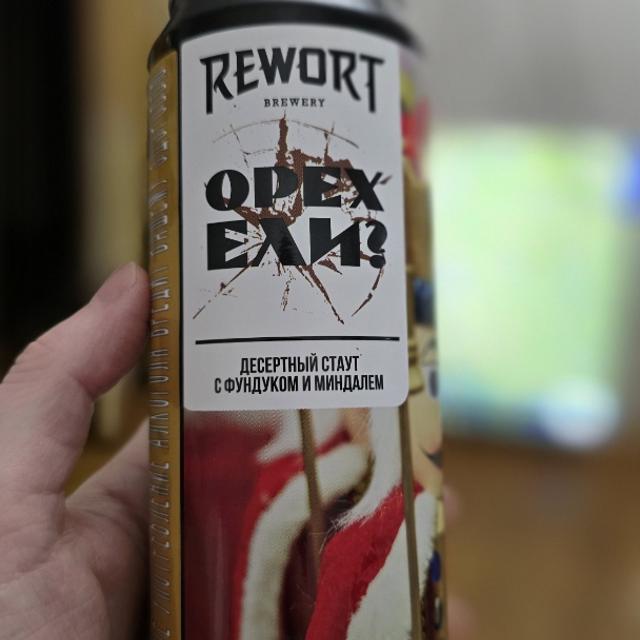 REWORT
BREWERY
ОРЕХ
ЕЛИ?
ДЕСЕРТНЫЙ СТАУТ
С ФУНДУКОМ И МИНДАЛЕМ